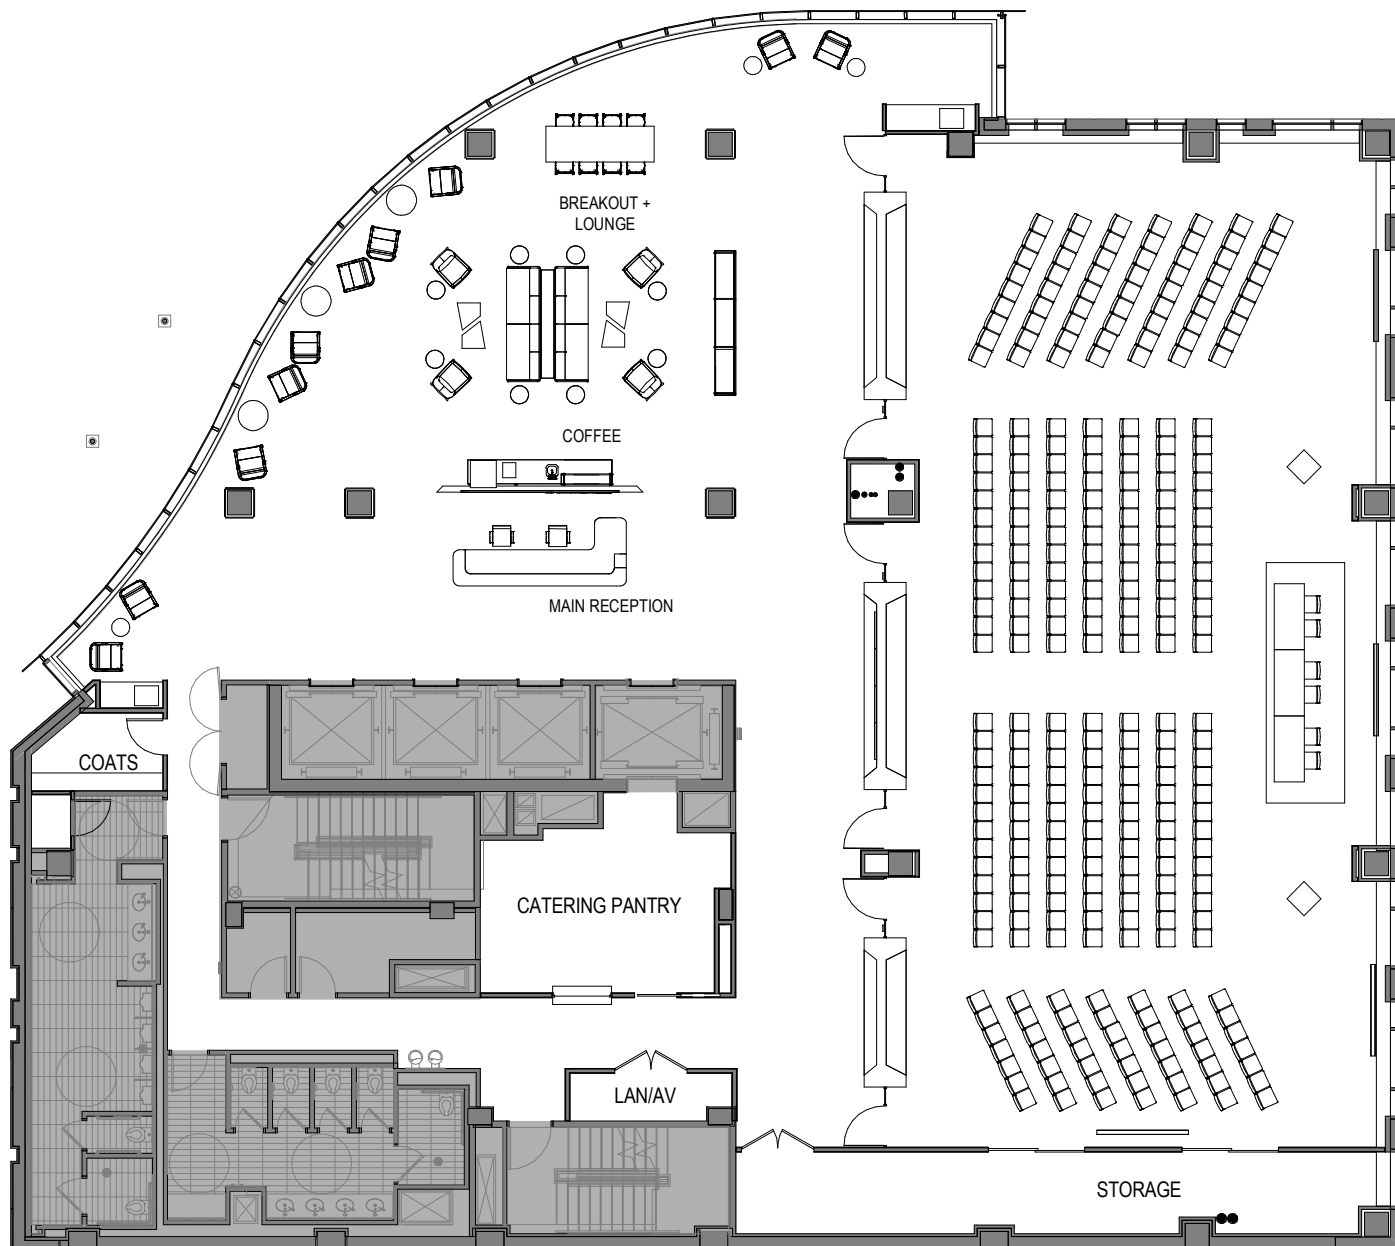 BREAKOUT +
LOUNGE
COFFEE
MAIN RECEPTION
COATS
CATERING PANTRY
LAN/AV
STORAGE